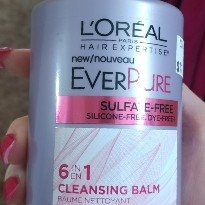 L'ORÉAL
PARIS
HAIR EXPERTISE
new/nouveau
EVERPURE
SULFATE-FREE
SILICONE-FREE, DYE-FREE
6 IN EN 1
CLEANSING BALM
BAUME NETTOYANT